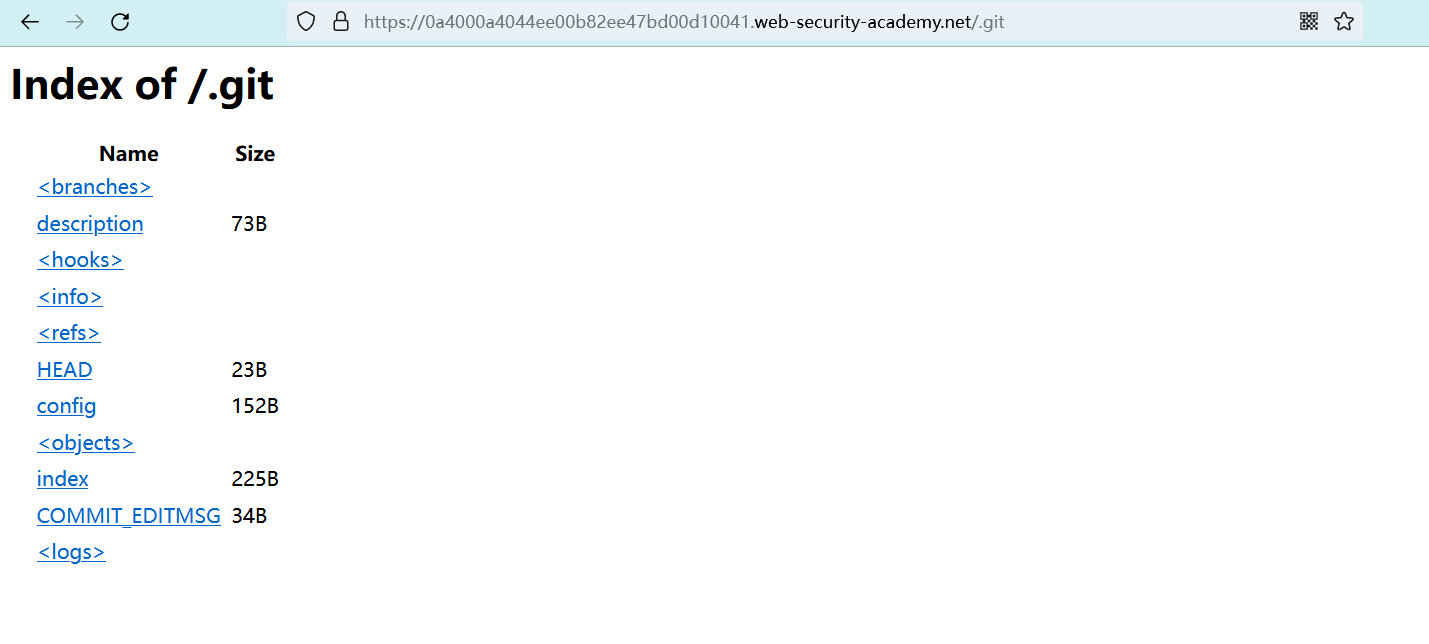 https://0a4000a4044ee00b82ee47bd00d10041.web-security-academy.net/.git
Index of /.git
Name Size
<branches>
description 73B
<hooks>
<info>
<refs>
HEAD 23B
config 152B
<objects>
index 225B
COMMIT_EDITMSG 34B
<logs>